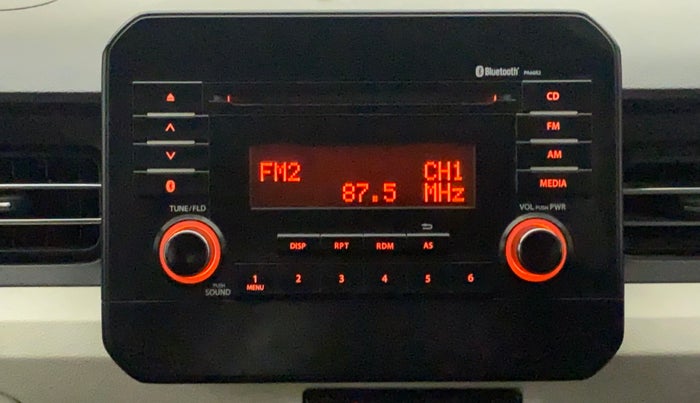 Bluetooth
CD
FM
AM
MEDIA
FM2 CH1
87.5 MHz
TUNE/FLD
VOL PUSH PWR
DISP RPT RDM AS
1 2 3 4 5 6
MENU
PUSH
SOUND